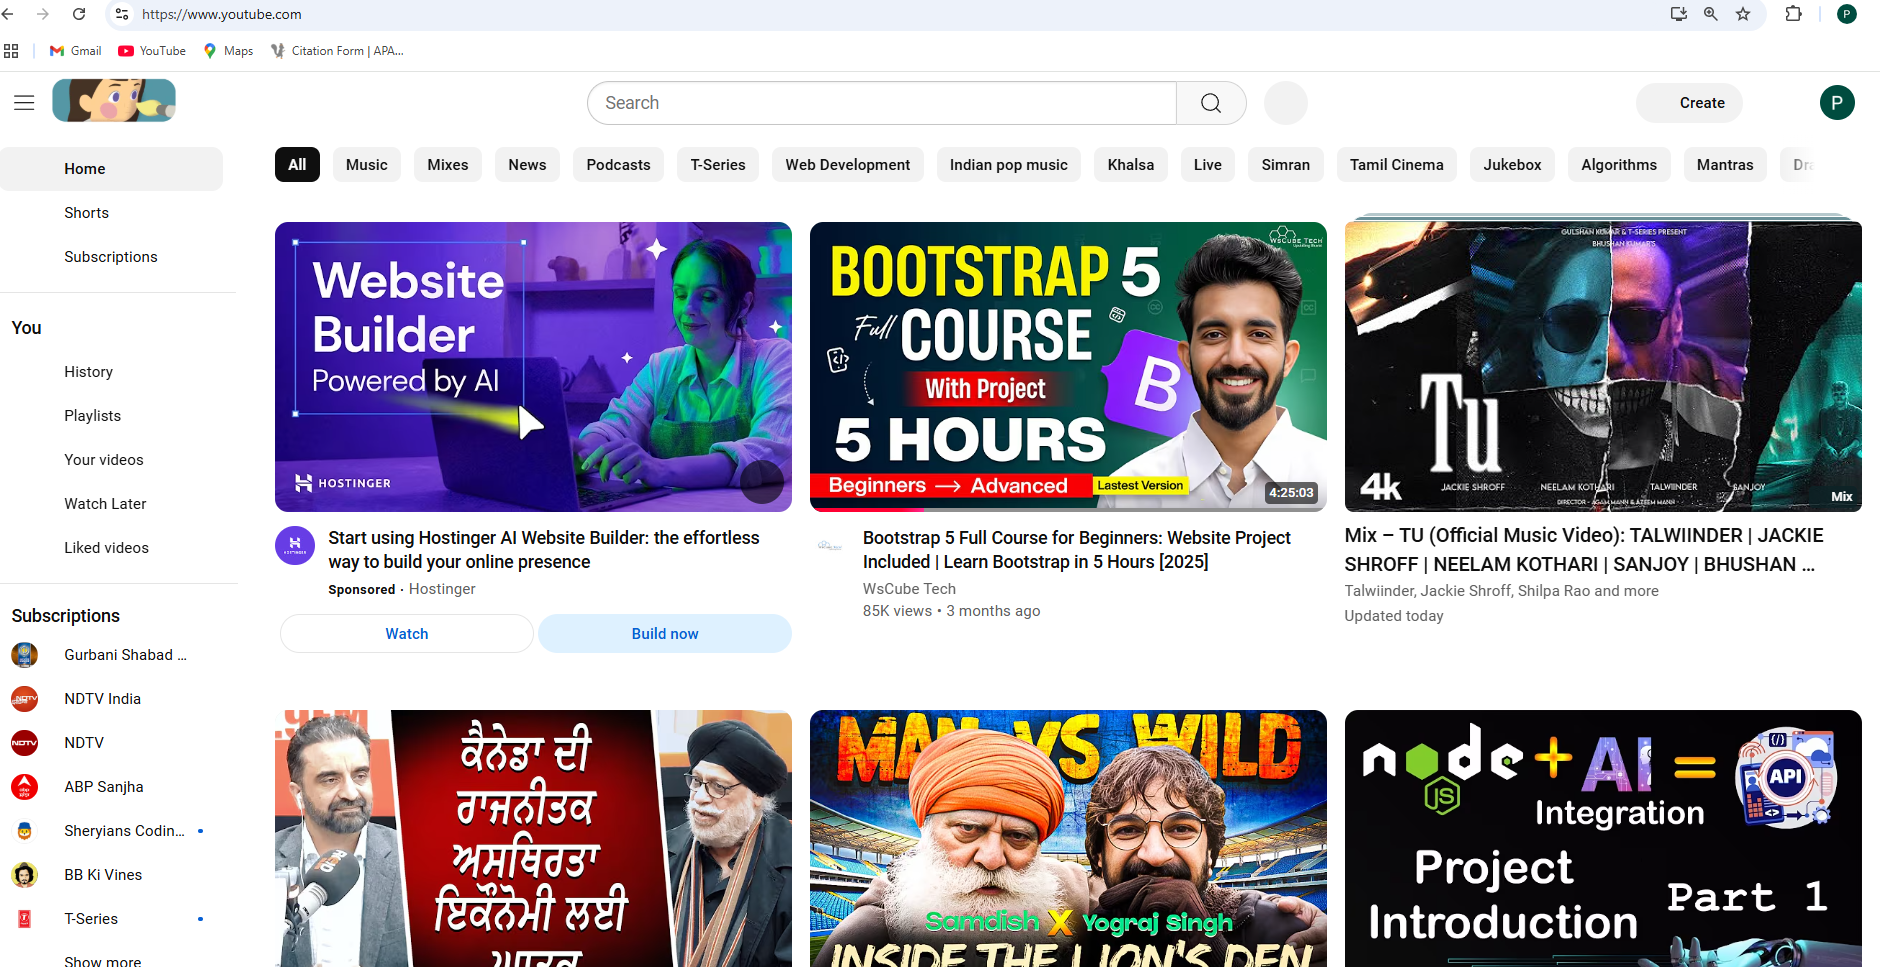 https://www.youtube.com
P
Gmail
YouTube
Maps
Citation Form | APA...
Search
Create
P
Home
Shorts
Subscriptions
You
History
Playlists
Your videos
Watch Later
Liked videos
Subscriptions
Gurbani Shabad ...
NDTV India
NDTV
ABP Sanjha
Sheryians Codin...
BB Ki Vines
T-Series
Show more
All
Music
Mixes
News
Podcasts
T-Series
Web Development
Indian pop music
Khalsa
Live
Simran
Tamil Cinema
Jukebox
Algorithms
Mantras
Website
Builder
Powered by AI
HOSTINGER
Start using Hostinger AI Website Builder: the effortless
way to build your online presence
Sponsored · Hostinger
Watch
Build now
WSCUBE TECH
BOOTSTRAP 5
Full COURSE
With Project
B
5 HOURS
Beginners → Advanced
Lastest Version
4:25:03
Bootstrap 5 Full Course for Beginners: Website Project
Included | Learn Bootstrap in 5 Hours [2025]
WsCube Tech
85K views • 3 months ago
GULSHAN KUMAR & T-SERIES PRESENT
BHUSHAN KUMAR'S
Tu
4k
JACKIE SHROFF
NEELAM KOTHARI
TALWIINDER
SANJOY
DIRECTOR - AGAM MANN & AZEEM MANN
Mix
Mix – TU (Official Music Video): TALWIINDER | JACKIE
SHROFF | NEELAM KOTHARI | SANJOY | BHUSHAN ...
Talwiinder, Jackie Shroff, Shilpa Rao and more
Updated today
ਕੈਨੇਡਾ ਦੀ
ਰਾਜਨੀਤਕ
ਅਸਥਿਰਤਾ
ਇਕੌਨੋਮੀ ਲਈ
ਘਾਤਕ
MAN VS WILD
Samdish X Yograj Singh
INSIDE THE LION'S DEN
node + AI = API
JS
Integration
Project
Introduction
Part 1